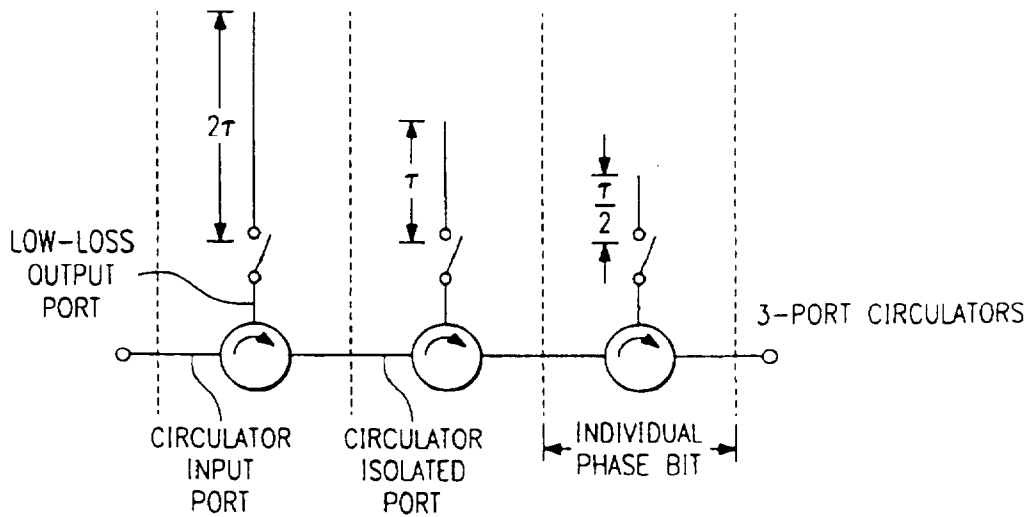 2τ
τ
τ
2
LOW-LOSS
OUTPUT
PORT
3-PORT CIRCULATORS
CIRCULATOR
INPUT
PORT
CIRCULATOR
ISOLATED
PORT
INDIVIDUAL
PHASE BIT